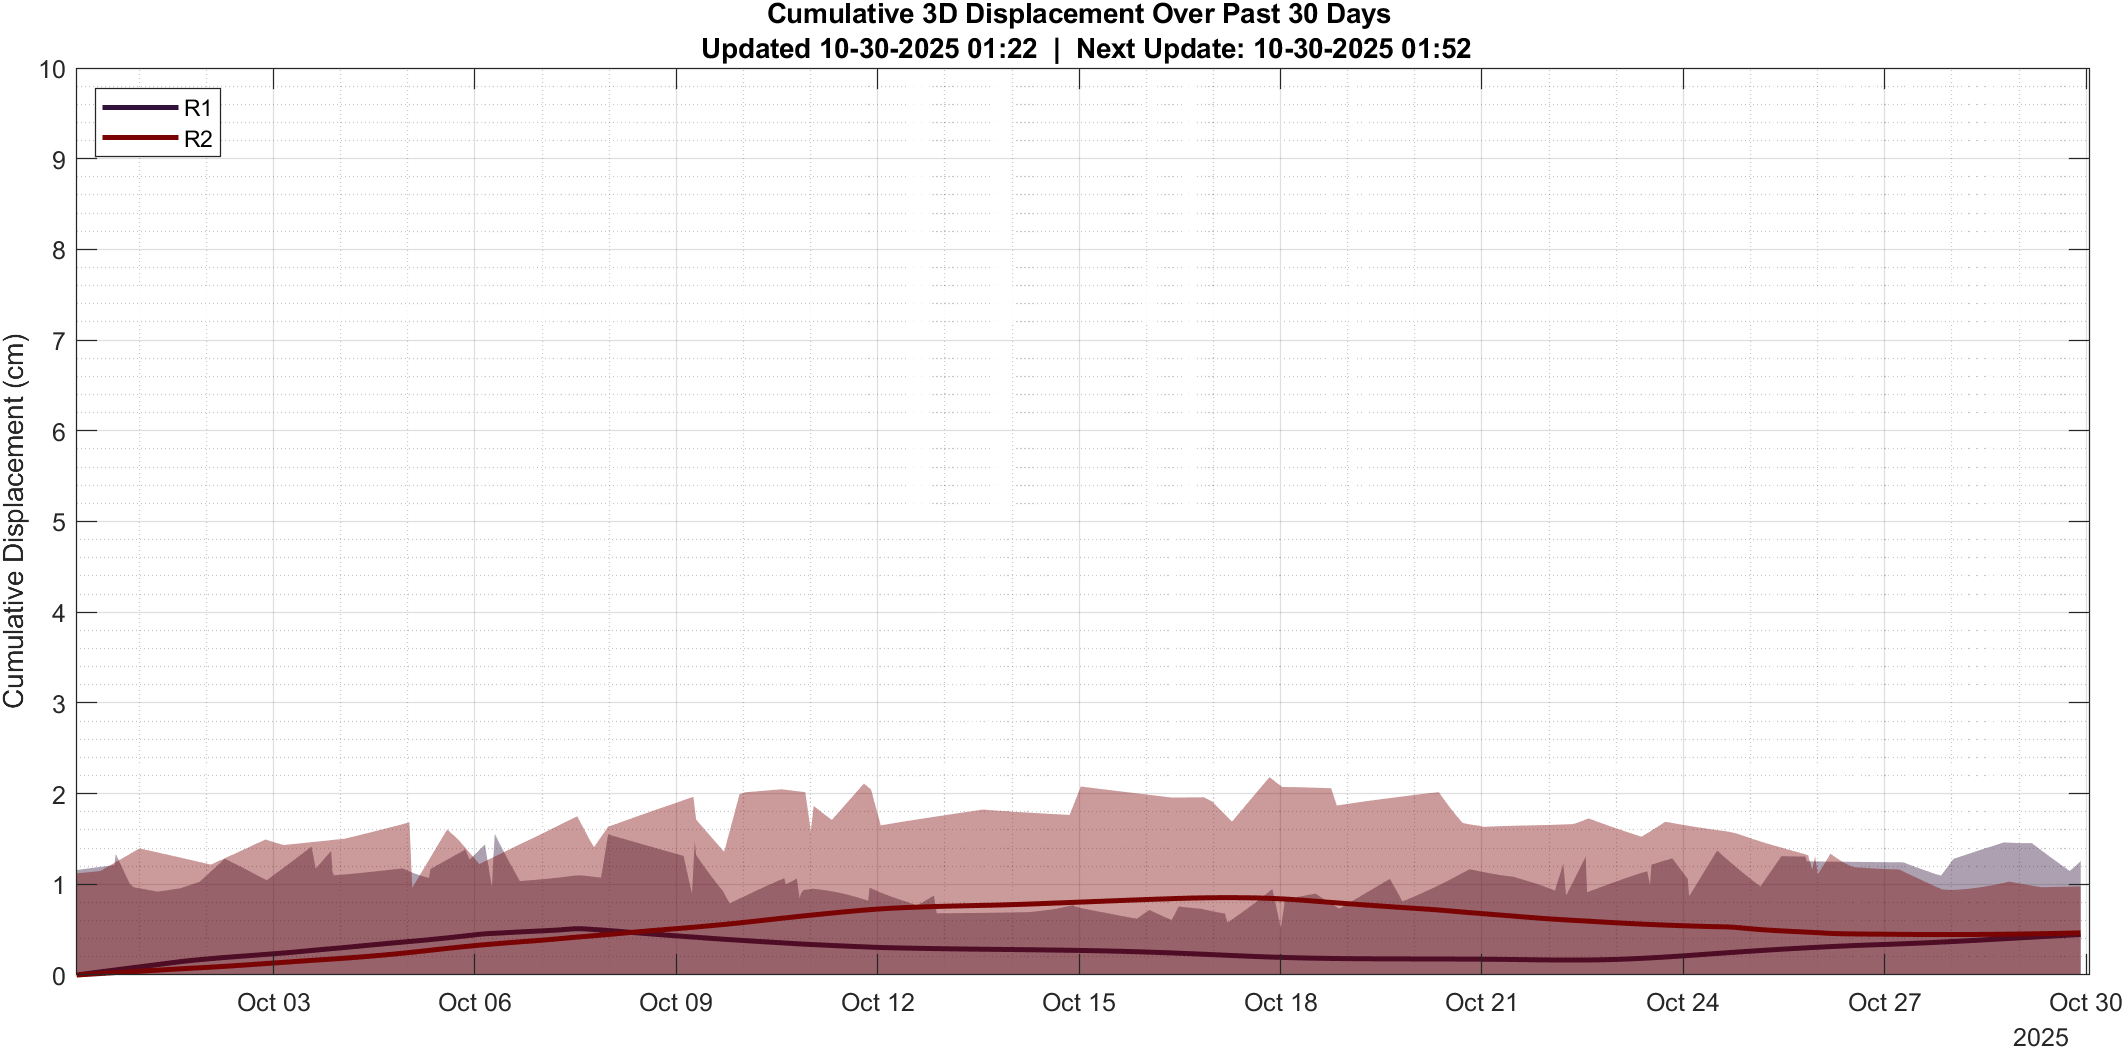 Cumulative 3D Displacement Over Past 30 Days
Updated 10-30-2025 01:22 | Next Update: 10-30-2025 01:52
R1
R2
Cumulative Displacement (cm)
10
9
8
7
6
5
4
3
2
1
0
Oct 03 Oct 06 Oct 09 Oct 12 Oct 15 Oct 18 Oct 21 Oct 24 Oct 27 Oct 30
2025